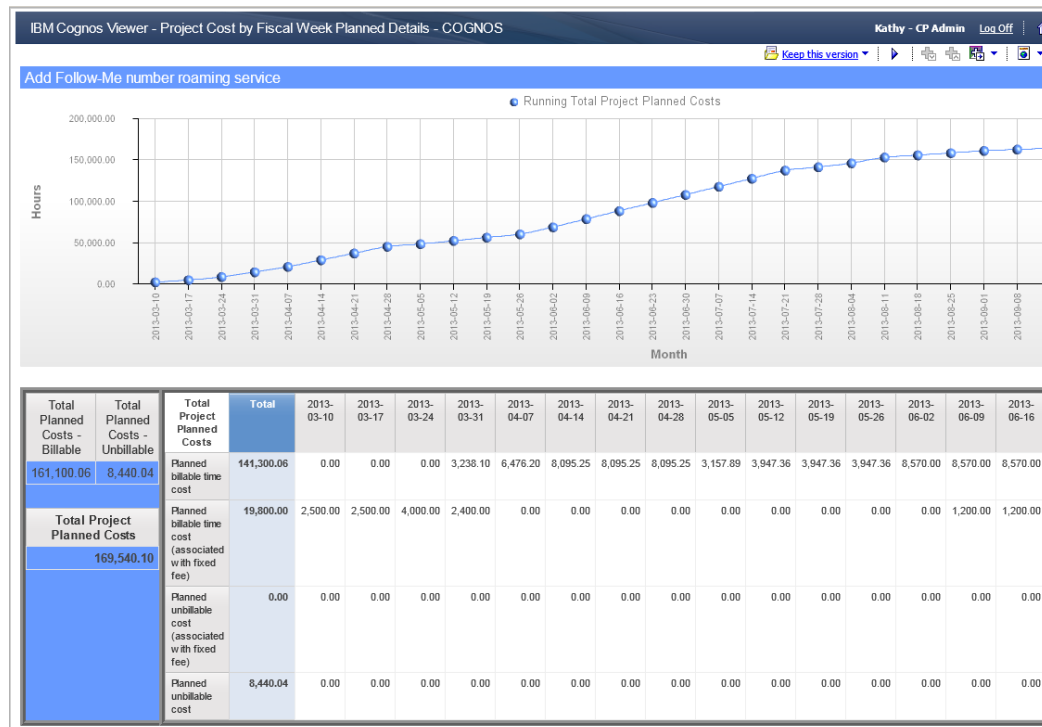 IBM Cognos Viewer - Project Cost by Fiscal Week Planned Details - COGNOS
Kathy - CP Admin Log Off
Keep this version
Add Follow-Me number roaming service
Running Total Project Planned Costs
200,000.00
150,000.00
100,000.00
50,000.00
0.00
Hours
2013-03-10 2013-03-17 2013-03-24 2013-03-31 2013-04-07 2013-04-14 2013-04-21 2013-04-28 2013-05-05 2013-05-12 2013-05-19 2013-05-26 2013-06-02 2013-06-09 2013-06-16 2013-06-23 2013-06-30 2013-07-07 2013-07-14 2013-07-21 2013-07-28 2013-08-04 2013-08-11 2013-08-18 2013-08-25 2013-09-01 2013-09-08
Month
Total
Planned
Costs -
Billable
Total
Planned
Costs -
Unbillable
161,100.06 8,440.04
Total Project
Planned Costs
169,540.10
Total
Project
Planned
Costs
Total
2013-
03-10
2013-
03-17
2013-
03-24
2013-
03-31
2013-
04-07
2013-
04-14
2013-
04-21
2013-
04-28
2013-
05-05
2013-
05-12
2013-
05-19
2013-
05-26
2013-
06-02
2013-
06-09
2013-
06-16
Planned
billable time
cost
141,300.06 0.00 0.00 0.00 3,238.10 6,476.20 8,095.25 8,095.25 8,095.25 3,157.89 3,947.36 3,947.36 3,947.36 8,570.00 8,570.00 8,570.00
Planned
billable time
cost
(associated
with fixed
fee)
19,800.00 2,500.00 2,500.00 4,000.00 2,400.00 0.00 0.00 0.00 0.00 0.00 0.00 0.00 0.00 0.00 1,200.00 1,200.00
Planned
unbillable
cost
(associated
with fixed
fee)
0.00 0.00 0.00 0.00 0.00 0.00 0.00 0.00 0.00 0.00 0.00 0.00 0.00 0.00 0.00 0.00
Planned
unbillable
cost
8,440.04 0.00 0.00 0.00 0.00 0.00 0.00 0.00 0.00 0.00 0.00 0.00 0.00 0.00 0.00 0.00